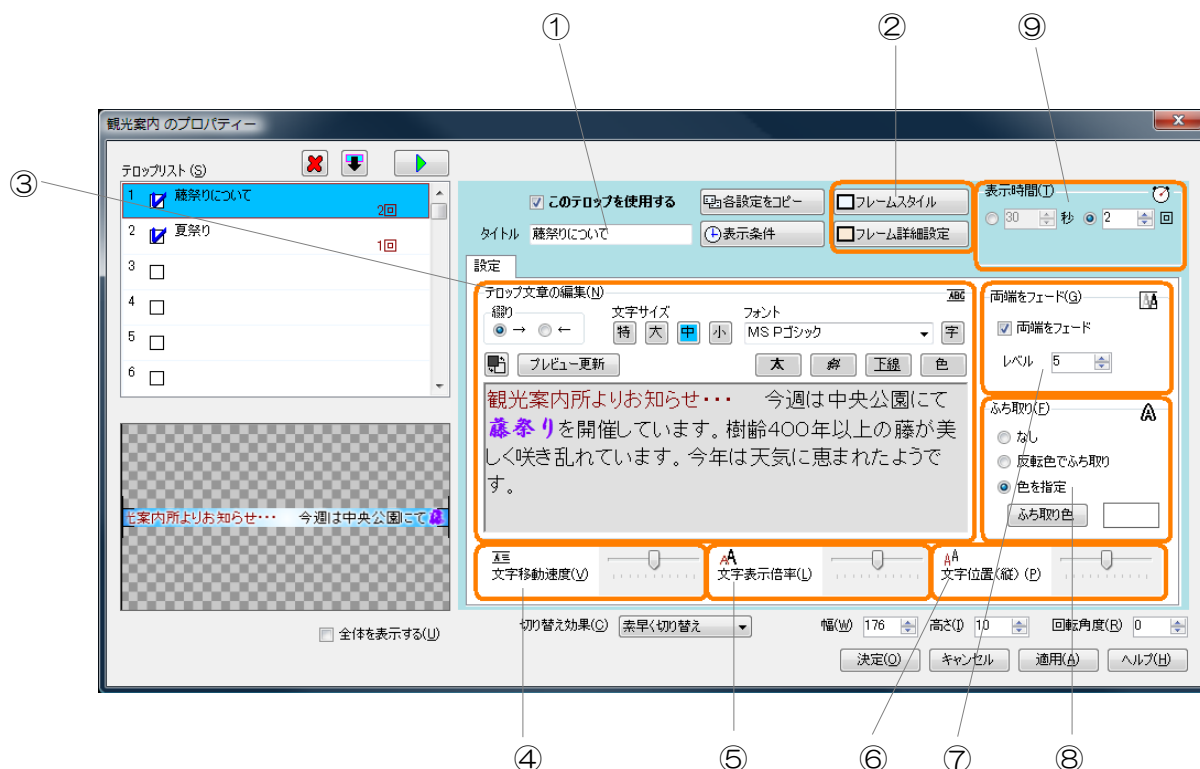 ① ② ⑨
観光案内 のプロパティー
③
テロップリスト (S)
1 藤祭りについて 2回
2 夏祭り 1回
3
4
5
6
このテロップを使用する 各設定をコピー フレームスタイル
タイトル 藤祭りについて 表示条件 フレーム詳細設定
表示時間(T)
30 秒 2 回
設定
テロップ文章の編集(N) ABC
綴り 文字サイズ フォント
→ ← 特 大 中 小 MS Pゴシック 字
プレビュー更新 太 斜 下線 色
観光案内所よりお知らせ・・・ 今週は中央公園にて
藤祭りを開催しています。樹齢400年以上の藤が美
しく咲き乱れています。今年は天気に恵まれたようで
す。
両端をフェード(G) AA
両端をフェード
レベル 5
ふち取り(F) A
なし
反転色でふち取り
色を指定
ふち取り色
案内所よりお知らせ・・・ 今週は中央公園にて藤
A 文字移動速度(V) AA 文字表示倍率(L) AA 文字位置(縦) (P)
全体を表示する(U)
切り替え効果(C) 素早く切り替え 幅(W) 176 高さ(I) 10 回転角度(R) 0
決定(O) キャンセル 適用(A) ヘルプ(H)
④ ⑤ ⑥ ⑦ ⑧